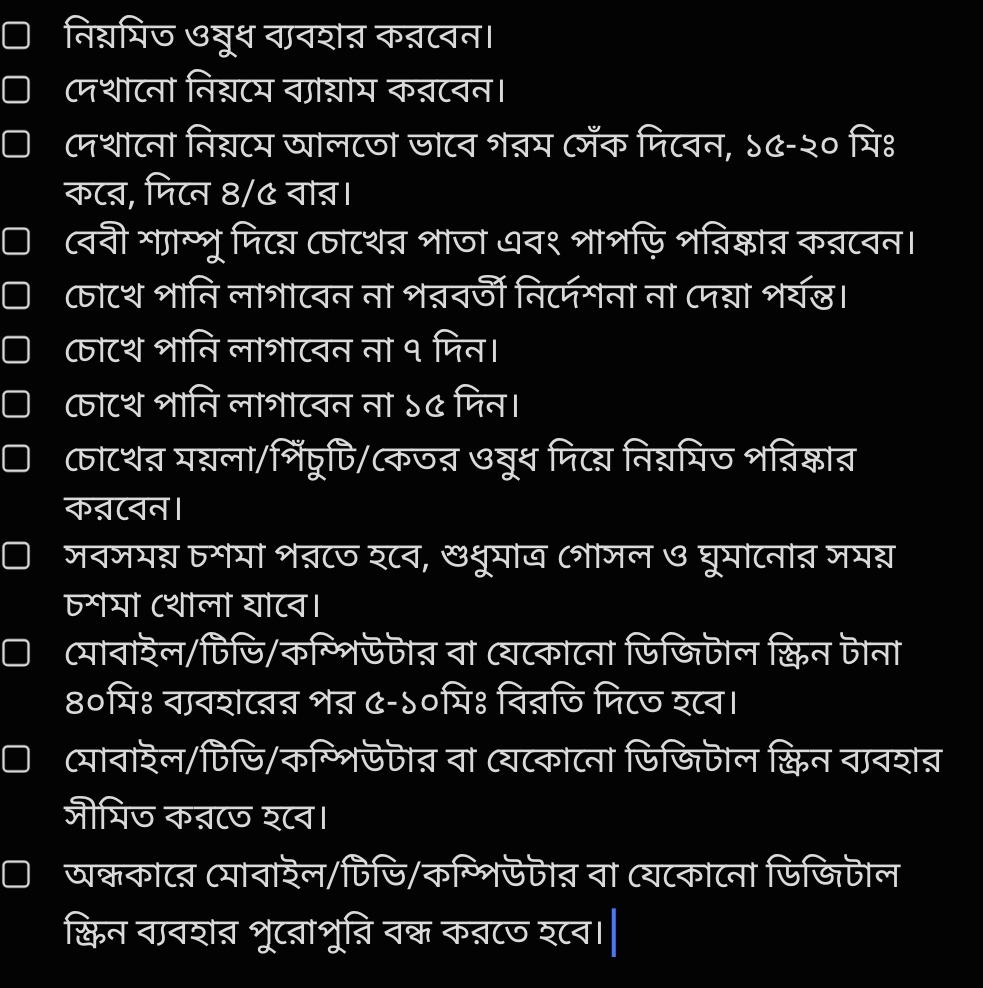 নিয়মিত ওষুধ ব্যবহার করবেন।
দেখানো নিয়মে ব্যায়াম করবেন।
দেখানো নিয়মে আলতো ভাবে গরম সেঁক দিবেন, ১৫-২০ মিঃ
করে, দিনে ৪/৫ বার।
বেবী শ্যাম্পু দিয়ে চোখের পাতা এবং পাপড়ি পরিষ্কার করবেন।
চোখে পানি লাগাবেন না পরবর্তী নির্দেশনা না দেয়া পর্যন্ত।
চোখে পানি লাগাবেন না ৭ দিন।
চোখে পানি লাগাবেন না ১৫ দিন।
চোখের ময়লা/পিঁচুটি/কেতর ওষুধ দিয়ে নিয়মিত পরিষ্কার
করবেন।
সবসময় চশমা পরতে হবে, শুধুমাত্র গোসল ও ঘুমানোর সময়
চশমা খোলা যাবে।
মোবাইল/টিভি/কম্পিউটার বা যেকোনো ডিজিটাল স্ক্রিন টানা
৪০মিঃ ব্যবহারের পর ৫-১০মিঃ বিরতি দিতে হবে।
মোবাইল/টিভি/কম্পিউটার বা যেকোনো ডিজিটাল স্ক্রিন ব্যবহার
সীমিত করতে হবে।
অন্ধকারে মোবাইল/টিভি/কম্পিউটার বা যেকোনো ডিজিটাল
স্ক্রিন ব্যবহার পুরোপুরি বন্ধ করতে হবে।